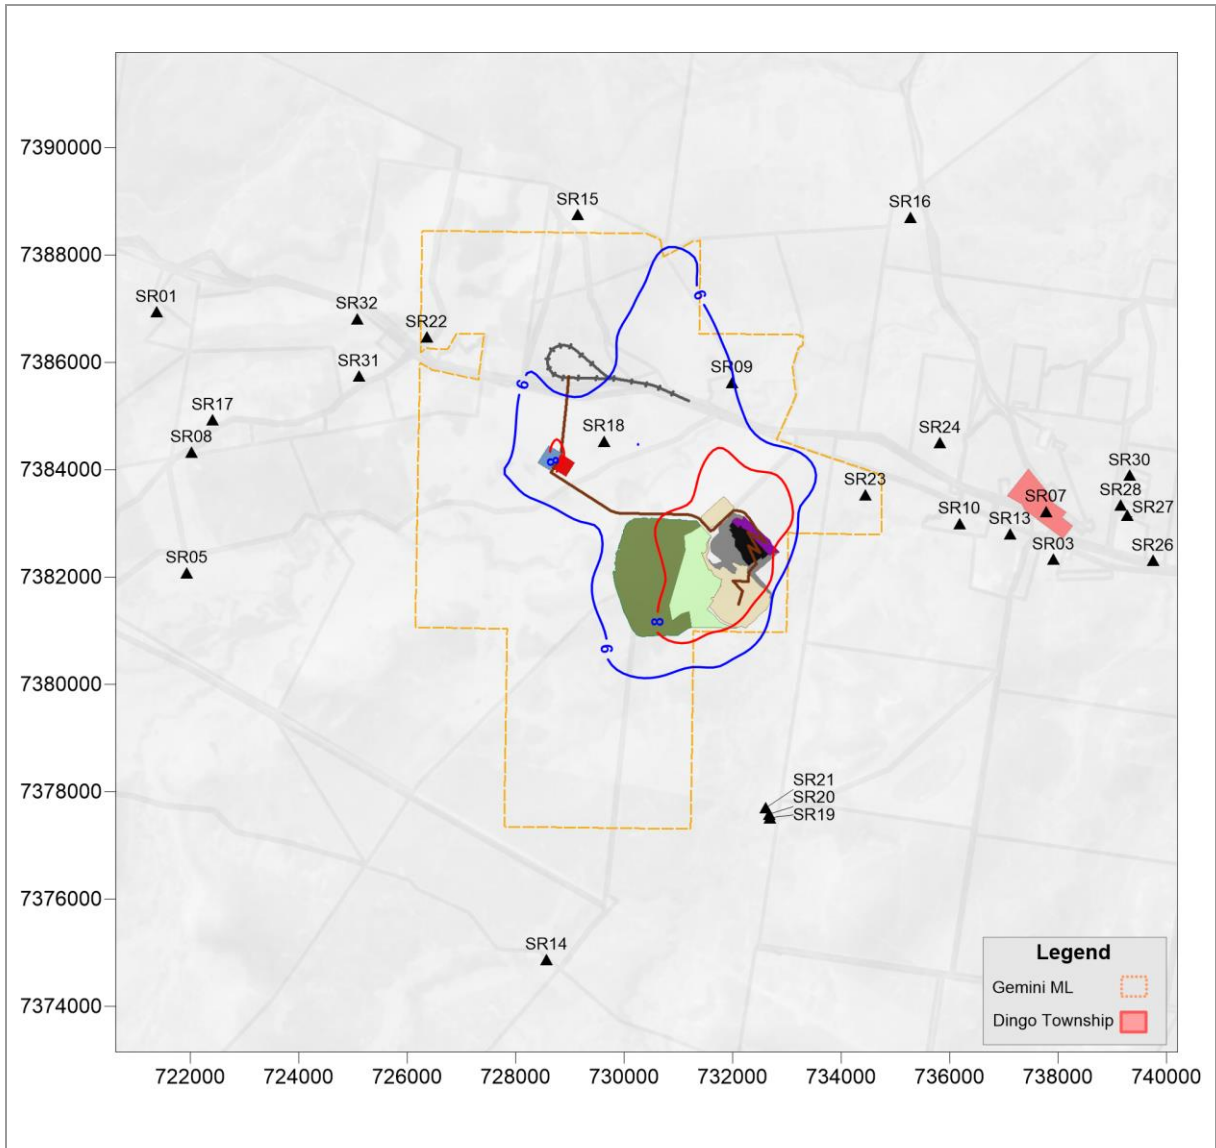 7390000
SR15
SR16
7388000
SR01
SR32
6
SR22
7386000
SR31
SR09
6
SR17
SR18
SR24
SR08
7384000
8
SR23
SR30
SR07
SR28
SR27
SR10
SR13
SR03
SR26
SR05
7382000
8
6
7380000
SR21
7378000
SR20
SR19
7376000
SR14
Legend
7374000
Gemini ML
Dingo Township
722000 724000 726000 728000 730000 732000 734000 736000 738000 740000